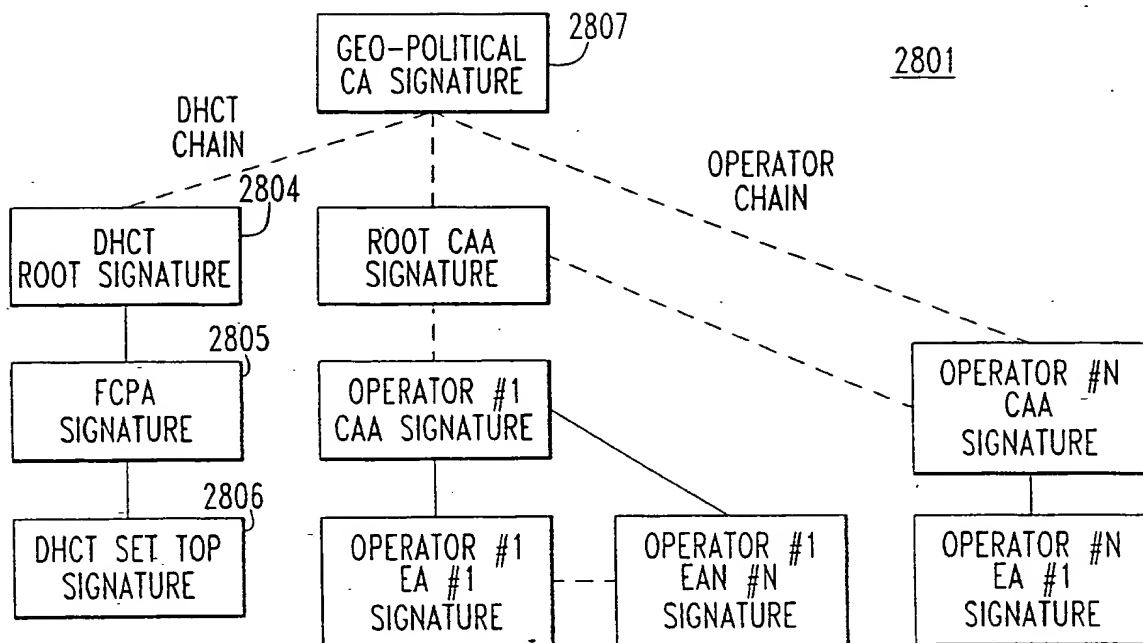 2807
GEO-POLITICAL
CA SIGNATURE
2801
DHCT
CHAIN
OPERATOR
CHAIN
2804
DHCT
ROOT SIGNATURE
ROOT CAA
SIGNATURE
2805
FCPA
SIGNATURE
OPERATOR #1
CAA SIGNATURE
OPERATOR #N
CAA
SIGNATURE
2806
DHCT SET TOP
SIGNATURE
OPERATOR #1
EA #1
SIGNATURE
OPERATOR #1
EAN #N
SIGNATURE
OPERATOR #N
EA #1
SIGNATURE